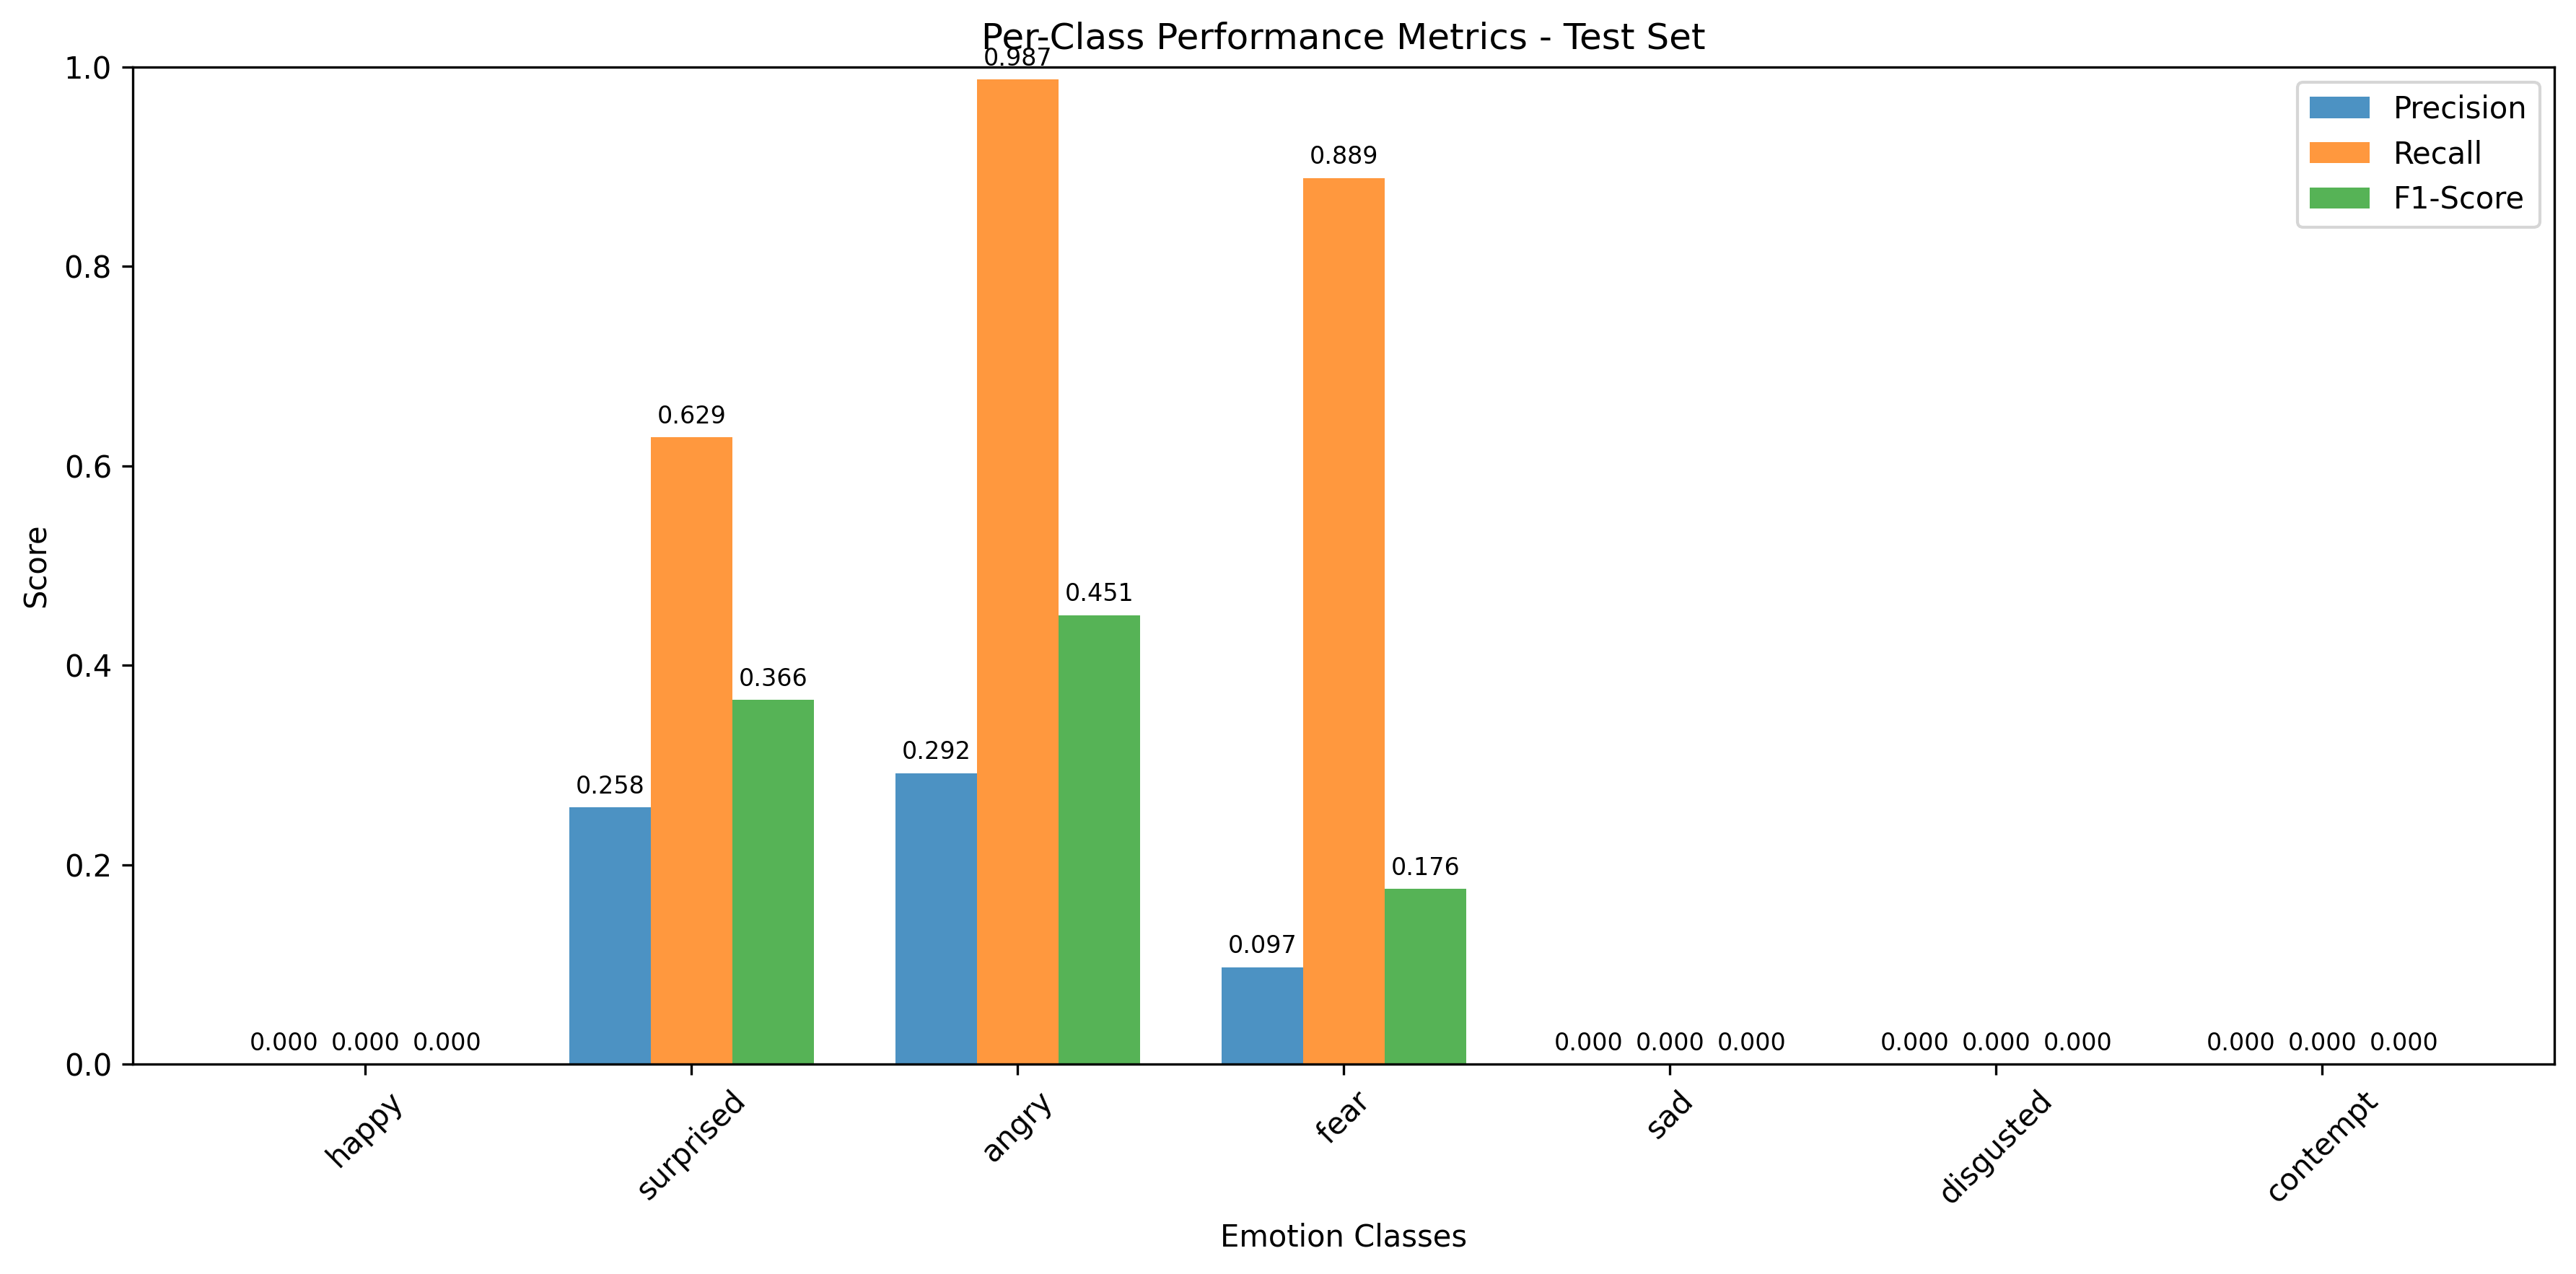 Per-Class Performance Metrics - Test Set
Precision
Recall
F1-Score
Score
1.0
0.8
0.6
0.4
0.2
0.0
0.000 0.000 0.000
0.258 0.629 0.366
0.292 0.987 0.451
0.097 0.889 0.176
0.000 0.000 0.000
0.000 0.000 0.000
0.000 0.000 0.000
happy
surprised
angry
fear
sad
disgusted
contempt
Emotion Classes